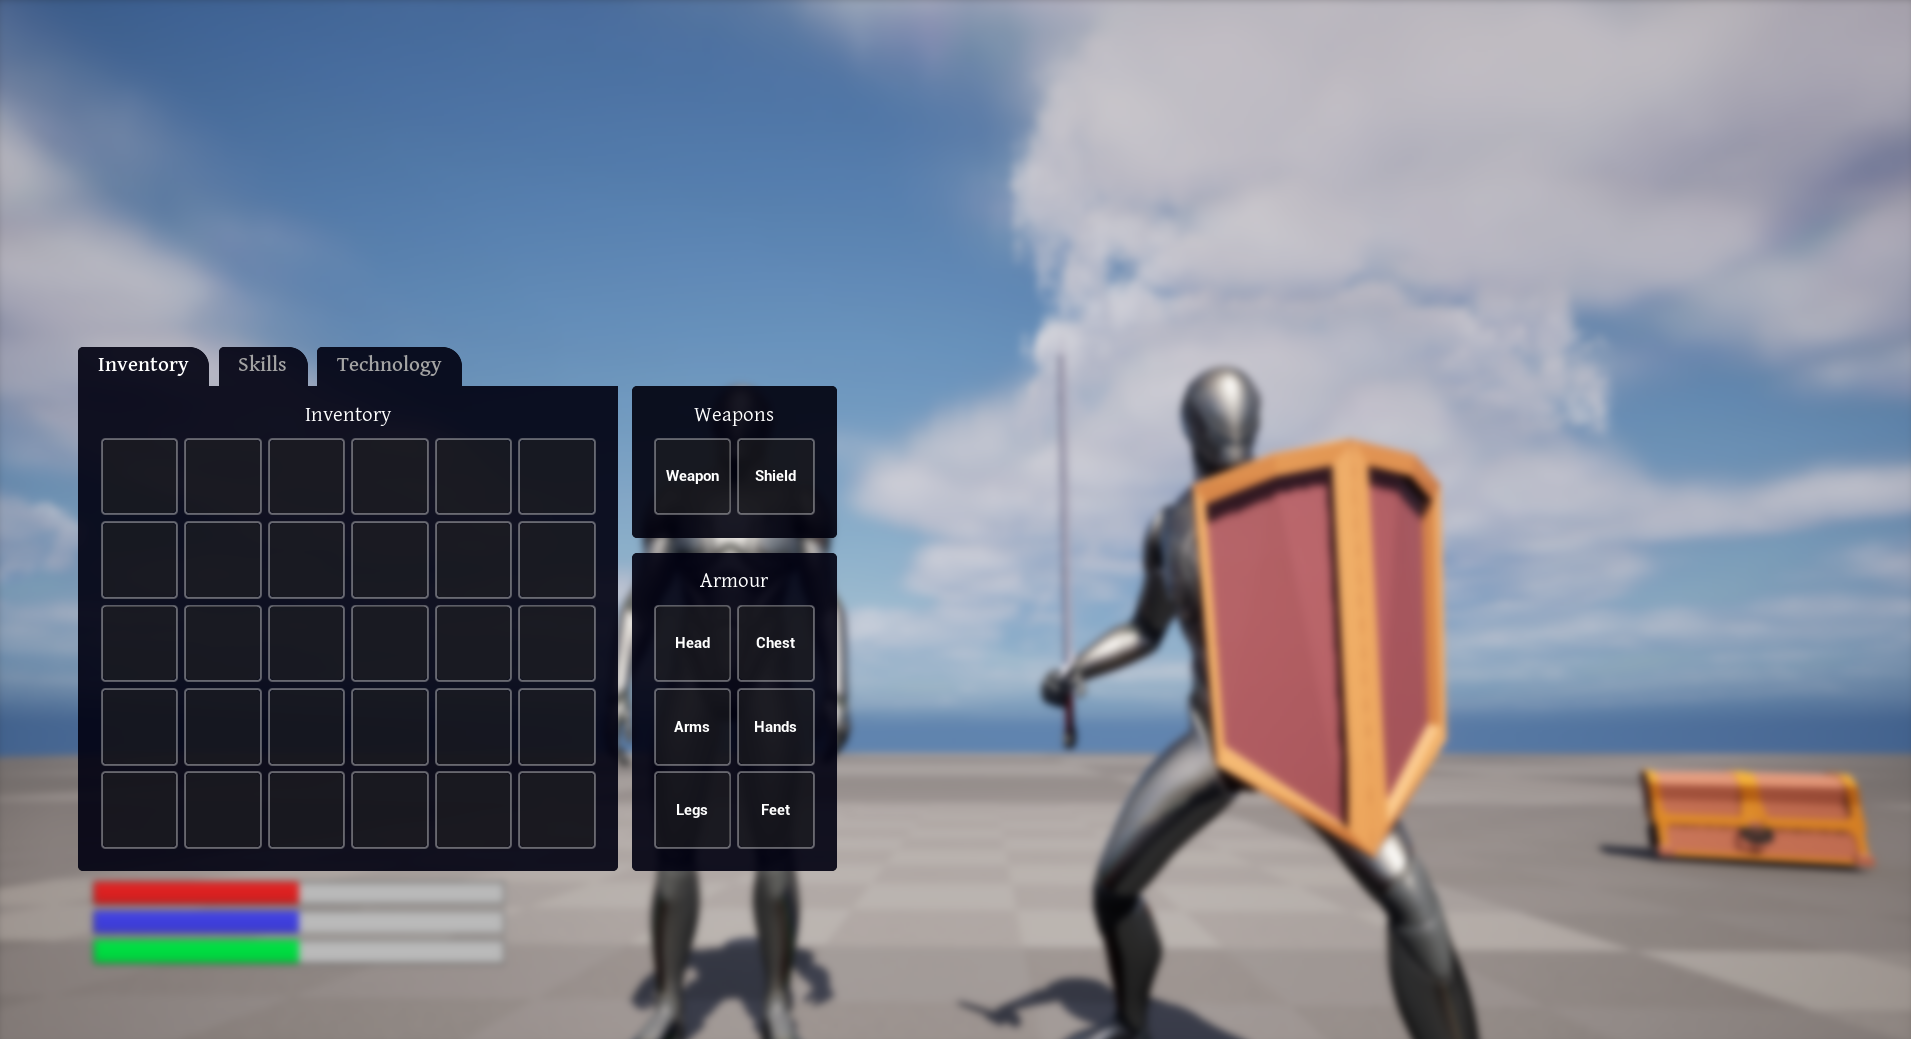 Inventory
Skills
Technology
Inventory
Weapons
Weapon
Shield
Armour
Head
Chest
Arms
Hands
Legs
Feet